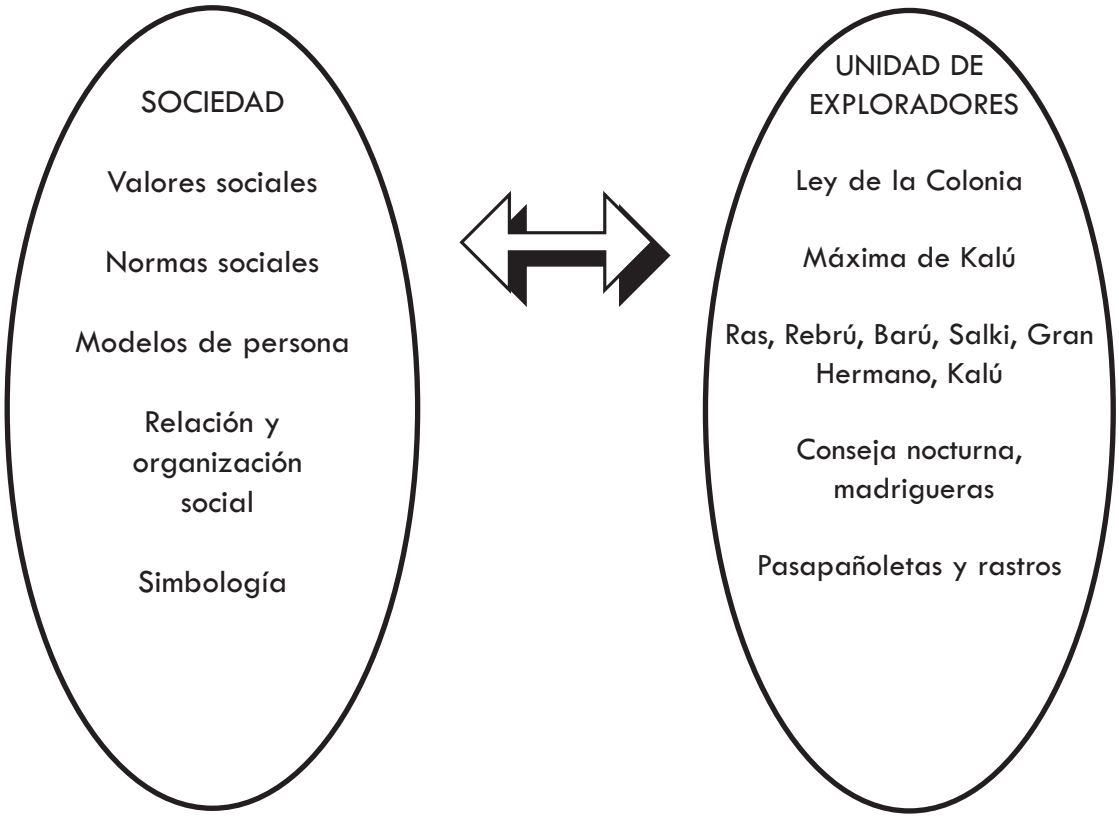 SOCIEDAD
Valores sociales
Normas sociales
Modelos de persona
Relación y
organización
social
Simbología
UNIDAD DE
EXPLORADORES
Ley de la Colonia
Máxima de Kalú
Ras, Rebrú, Barú, Salki, Gran
Hermano, Kalú
Conseja nocturna,
madrigueras
Pasapañoletas y rastros